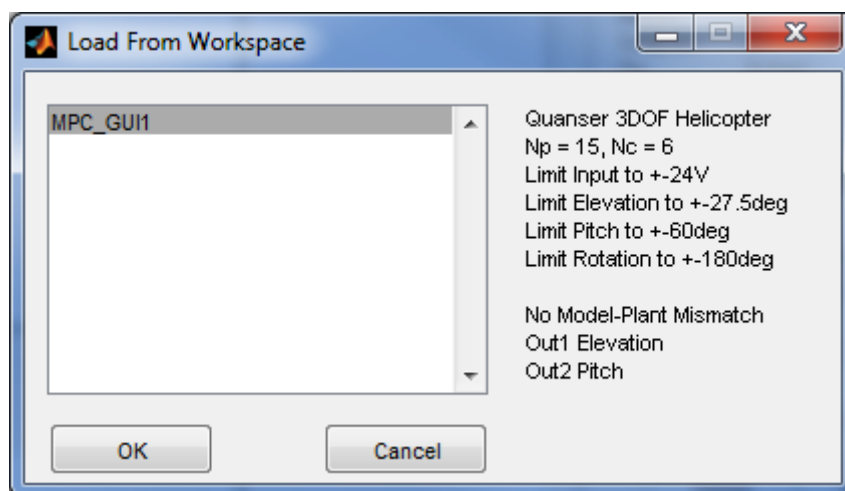 Load From Workspace
MPC_GUI1
Quanser 3DOF Helicopter
Np = 15, Nc = 6
Limit Input to +-24V
Limit Elevation to +-27.5deg
Limit Pitch to +-60deg
Limit Rotation to +-180deg
No Model-Plant Mismatch
Out1 Elevation
Out2 Pitch
OK
Cancel